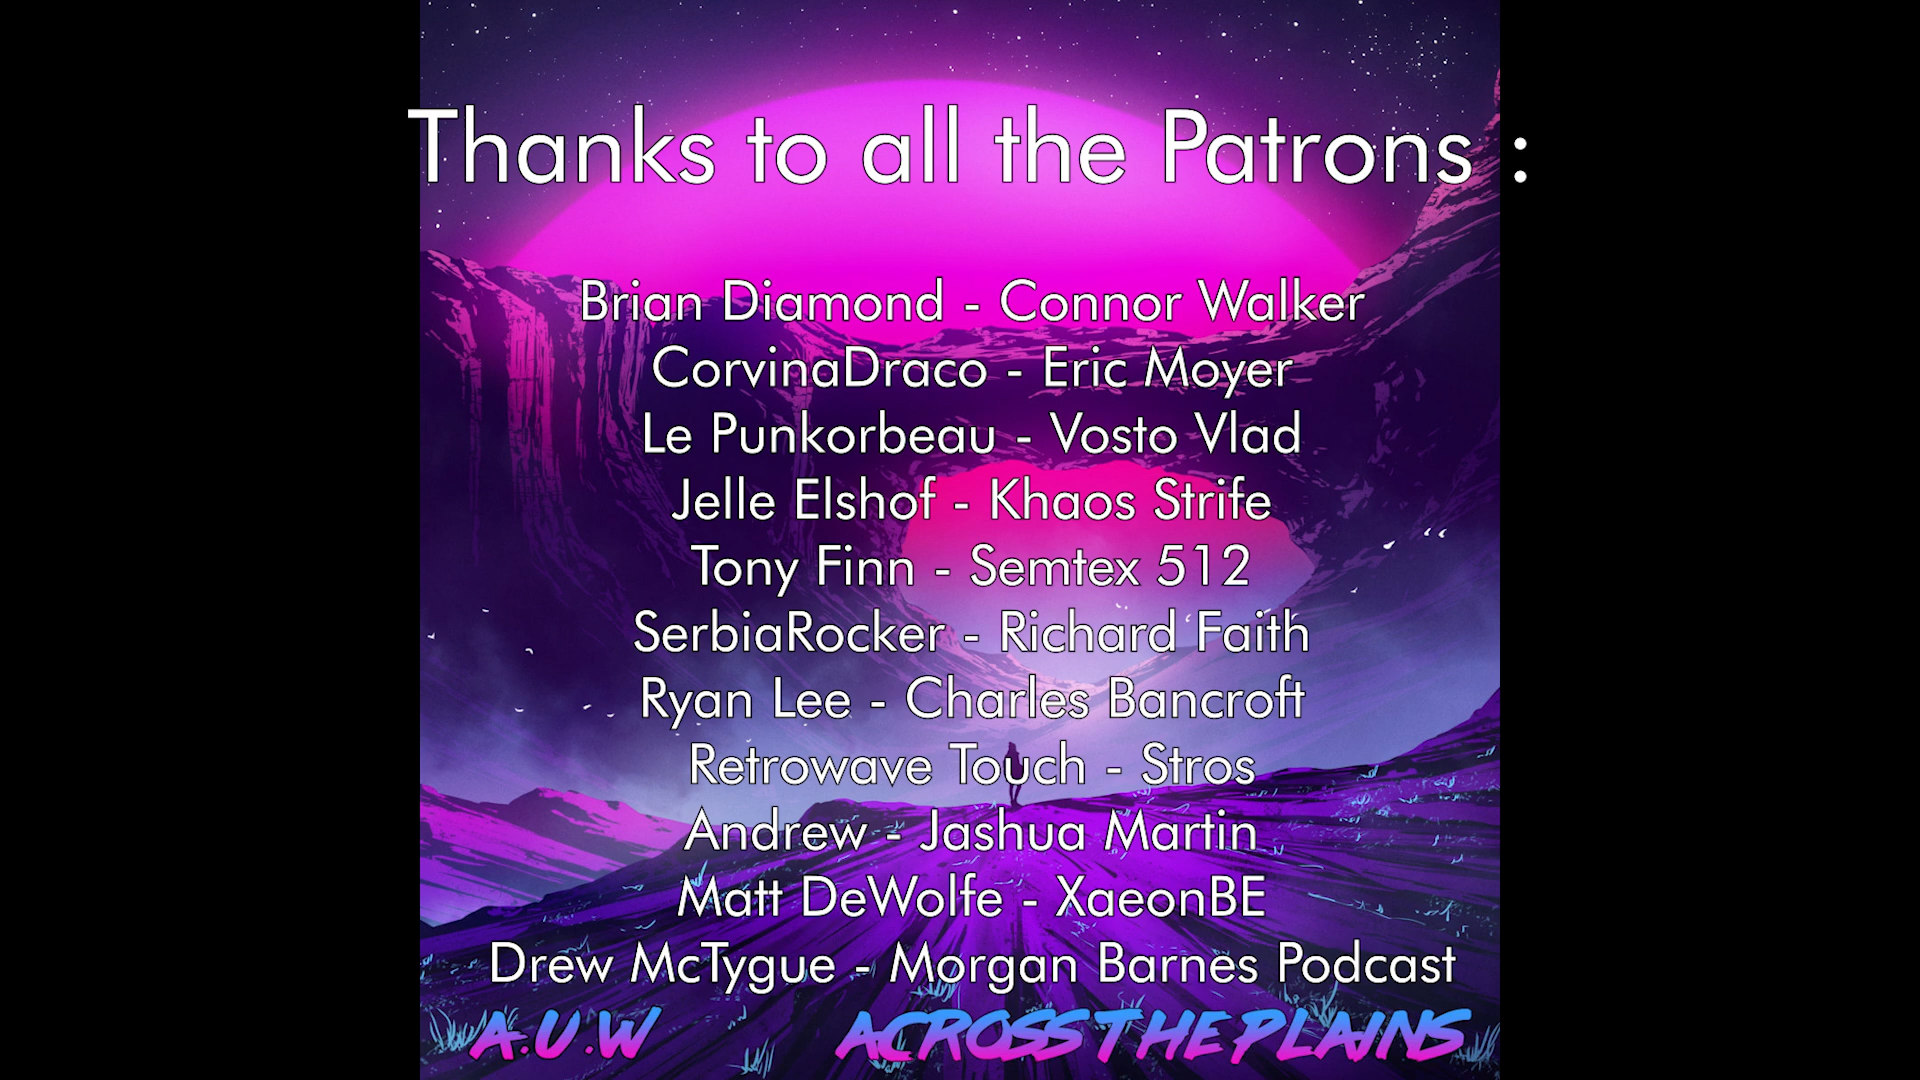 Thanks to all the Patrons :
Brian Diamond - Connor Walker
CorvinaDraco - Eric Moyer
Le Punkorbeau - Vosto Vlad
Jelle Elshof - Khaos Strife
Tony Finn - Semtex 512
SerbiaRocker - Richard Faith
Ryan Lee - Charles Bancroft
Retrowave Touch - Stros
Andrew - Jashua Martin
Matt DeWolfe - XaeonBE
Drew McTygue - Morgan Barnes Podcast
A.U.W ACROSS THE PLAINS